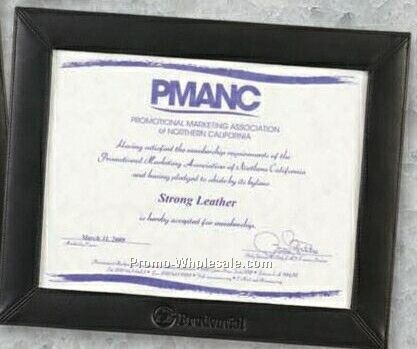 PMANC
PROMOTIONAL MARKETING ASSOCIATION
of NORTHERN CALIFORNIA
Having satisfied the membership requirements of the
Promotional Marketing Association of Northern California
and having pledged to abide by its bylaws
Strong Leather
is hereby accepted for membership.
March 31, 2009
Promo-Wholesale.com
Prudential